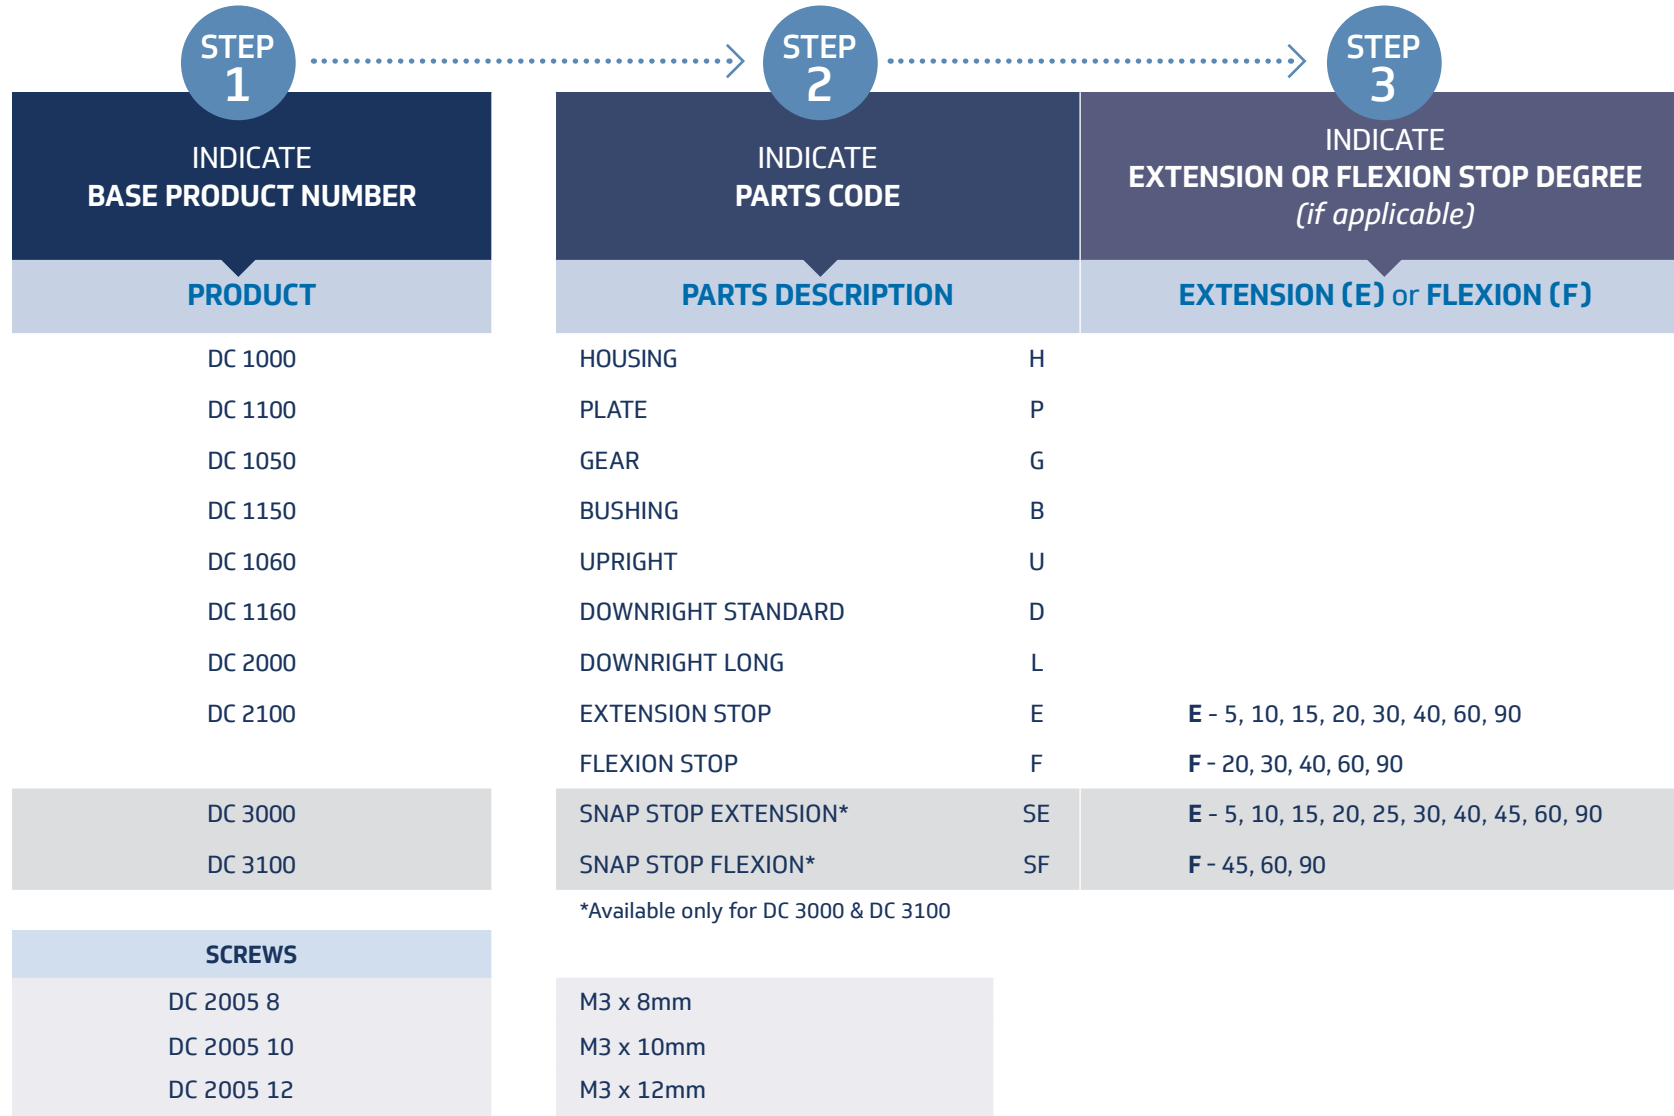 STEP 1
STEP 2
STEP 3
INDICATE
BASE PRODUCT NUMBER
INDICATE
PARTS CODE
INDICATE
EXTENSION OR FLEXION STOP DEGREE
(if applicable)
PRODUCT
PARTS DESCRIPTION
EXTENSION (E) or FLEXION (F)
DC 1000
HOUSING H
DC 1100
PLATE P
DC 1050
GEAR G
DC 1150
BUSHING B
DC 1060
UPRIGHT U
DC 1160
DOWNRIGHT STANDARD D
DC 2000
DOWNRIGHT LONG L
DC 2100
EXTENSION STOP E
E - 5, 10, 15, 20, 30, 40, 60, 90
FLEXION STOP F
F - 20, 30, 40, 60, 90
DC 3000
SNAP STOP EXTENSION* SE
E - 5, 10, 15, 20, 25, 30, 40, 45, 60, 90
DC 3100
SNAP STOP FLEXION* SF
F - 45, 60, 90
*Available only for DC 3000 & DC 3100
SCREWS
DC 2005 8
M3 x 8mm
DC 2005 10
M3 x 10mm
DC 2005 12
M3 x 12mm